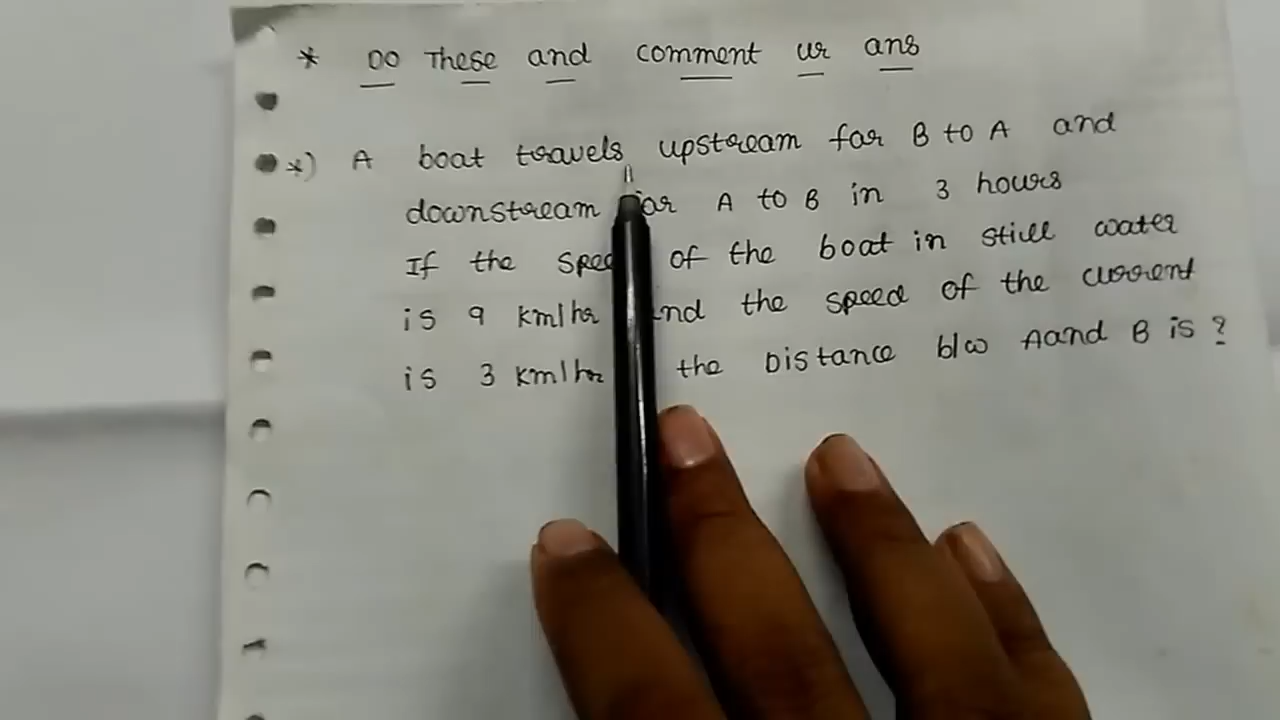 * DO These and comment ur ans
*) A boat travels upstream for B to A and
downstream A to B in 3 hours
If the of the boat in still water
is 9 km/hr the speed of the current
is 3 km/hr the Distance b/w A and B is ?